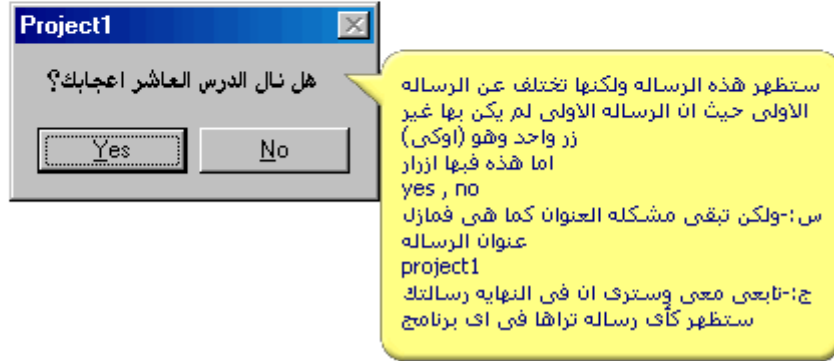 Project1
هل نال الدرس العاشر اعجابك؟
Yes
No
ستظهر هذه الرساله ولكنها تختلف عن الرساله
الاولى حيث ان الرساله الاولى لم يكن بها غير
زر واحد وهو (اوكى)
اما هذه فبها ازرار
yes , no
س:-ولكن تبقى مشكله العنوان كما هى فمازال
عنوان الرساله
project1
ج:-تابعى معى وسترى ان فى النهايه رسالتك
ستظهر كأى رساله تراها فى اى برنامج